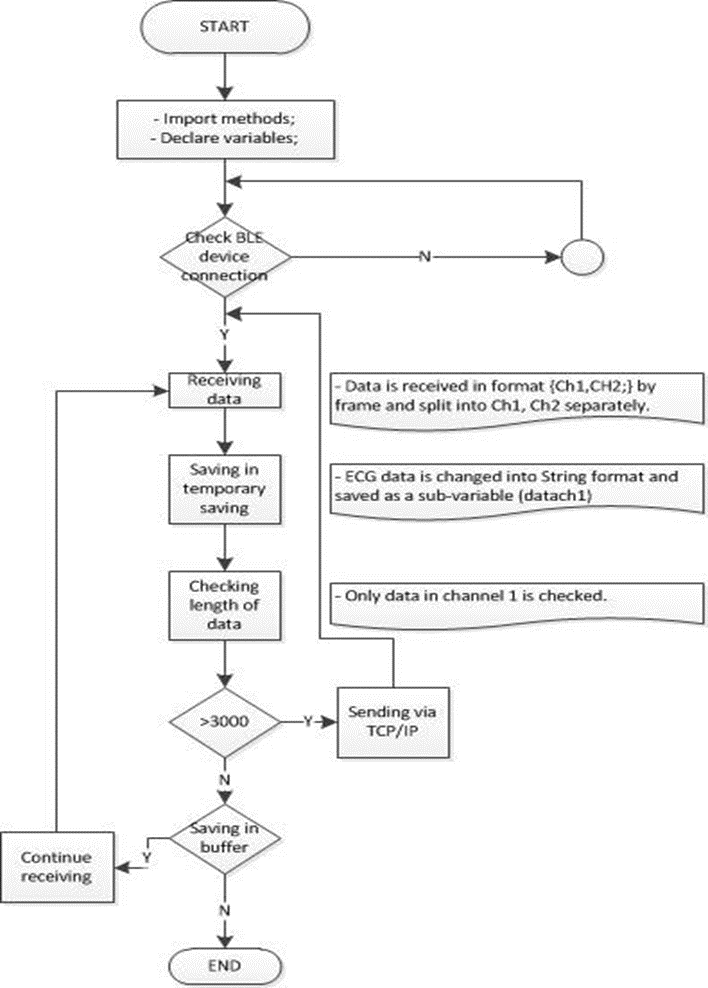 START
- Import methods;
- Declare variables;
Check BLE
device
connection
N
Y
Receiving
data
- Data is received in format {Ch1,CH2;} by
frame and split into Ch1, Ch2 separately.
Saving in
temporary
saving
- ECG data is changed into String format and
saved as a sub-variable (datach1)
Checking
length of
data
- Only data in channel 1 is checked.
>3000
Y
Sending via
TCP/IP
N
Saving in
buffer
Y
Continue
receiving
N
END